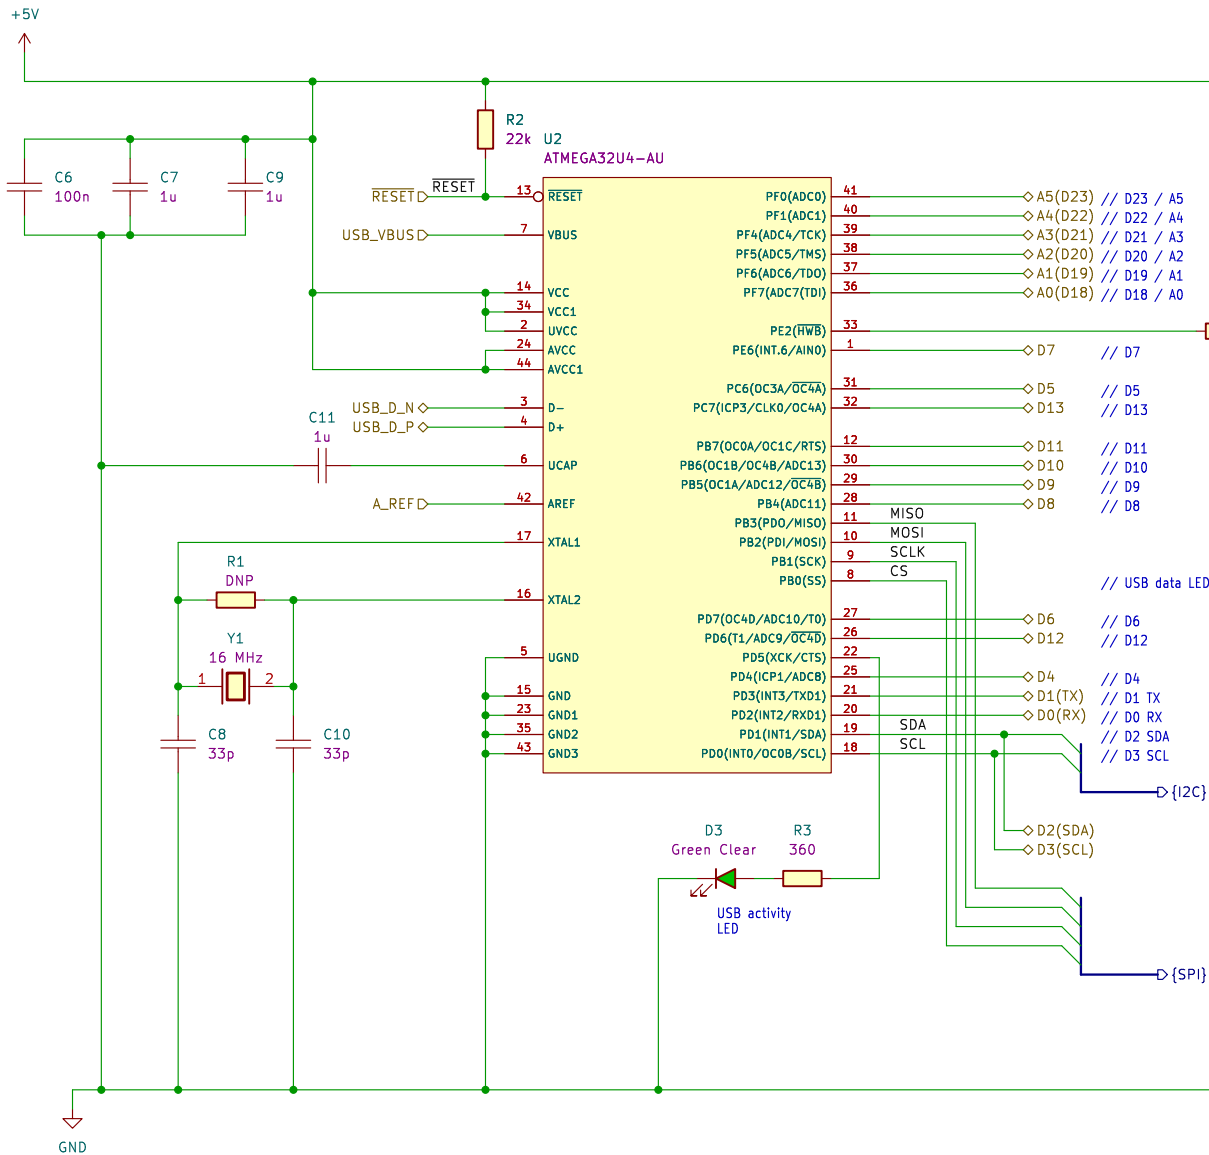 +5V
R2
22k
U2
ATMEGA32U4-AU
C6
100n
C7
1u
C9
1u
RESET
RESET
13
RESET
USB_VBUS
7
VBUS
14
VCC
34
VCC1
2
UVCC
24
AVCC
44
AVCC1
USB_D_N
3
D-
USB_D_P
4
D+
C11
1u
6
UCAP
A_REF
42
AREF
17
XTAL1
R1
DNP
16
XTAL2
Y1
16 MHz
1
2
5
UGND
15
GND
23
GND1
35
GND2
43
GND3
C8
33p
C10
33p
PF0(ADC0) 41 A5(D23) // D23 / A5
PF1(ADC1) 40 A4(D22) // D22 / A4
PF4(ADC4/TCK) 39 A3(D21) // D21 / A3
PF5(ADC5/TMS) 38 A2(D20) // D20 / A2
PF6(ADC6/TDO) 37 A1(D19) // D19 / A1
PF7(ADC7(TDI) 36 A0(D18) // D18 / A0
PE2(HWB) 33
PE6(INT.6/AIN0) 1 D7 // D7
PC6(OC3A/OC4A) 31 D5 // D5
PC7(ICP3/CLK0/OC4A) 32 D13 // D13
PB7(OC0A/OC1C/RTS) 12 D11 // D11
PB6(OC1B/OC4B/ADC13) 30 D10 // D10
PB5(OC1A/ADC12/OC4B) 29 D9 // D9
PB4(ADC11) 28 D8 // D8
PB3(PDO/MISO) 11 MISO
PB2(PDI/MOSI) 10 MOSI
PB1(SCK) 9 SCLK
PB0(SS) 8 CS
// USB data LED
PD7(OC4D/ADC10/T0) 27 D6 // D6
PD6(T1/ADC9/OC4D) 26 D12 // D12
PD5(XCK/CTS) 22
PD4(ICP1/ADC8) 25 D4 // D4
PD3(INT3/TXD1) 21 D1(TX) // D1 TX
PD2(INT2/RXD1) 20 D0(RX) // D0 RX
PD1(INT1/SDA) 19 SDA // D2 SDA
PD0(INT0/OC0B/SCL) 18 SCL // D3 SCL
{I2C}
D2(SDA)
D3(SCL)
D3
Green Clear
R3
360
USB activity
LED
{SPI}
GND